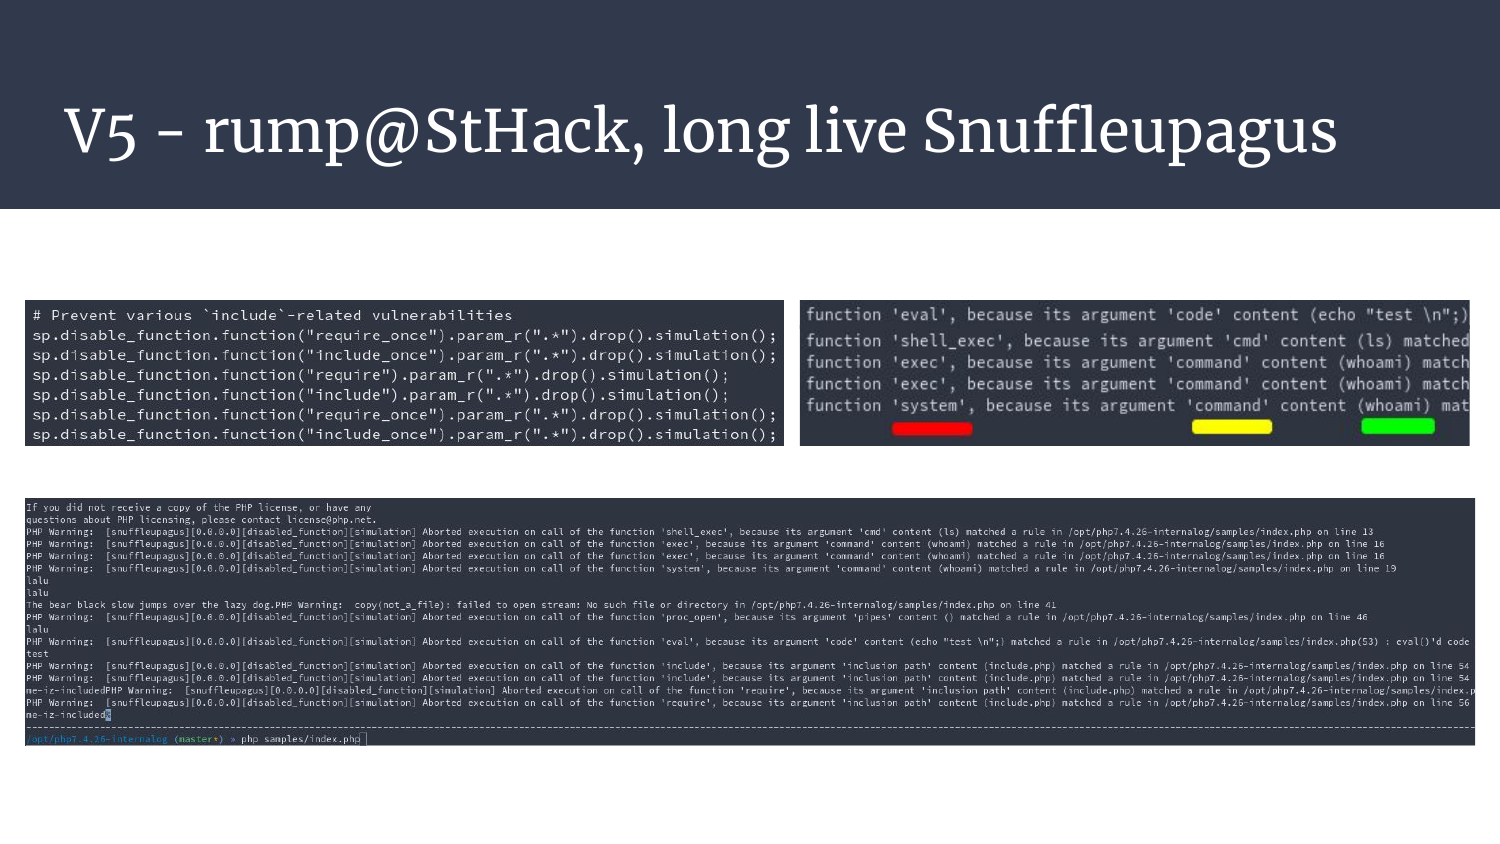 V5 - rump@StHack, long live Snuffleupagus
# Prevent various `include`-related vulnerabilities
sp.disable_function.function("require_once").param_r(".*").drop().simulation();
sp.disable_function.function("include_once").param_r(".*").drop().simulation();
sp.disable_function.function("require").param_r(".*").drop().simulation();
sp.disable_function.function("include").param_r(".*").drop().simulation();
sp.disable_function.function("require_once").param_r(".*").drop().simulation();
sp.disable_function.function("include_once").param_r(".*").drop().simulation();
function 'eval', because its argument 'code' content (echo "test \n";)
function 'shell_exec', because its argument 'cmd' content (ls) matched
function 'exec', because its argument 'command' content (whoami) match
function 'exec', because its argument 'command' content (whoami) match
function 'system', because its argument 'command' content (whoami) mat
If you did not receive a copy of the PHP license, or have any
questions about PHP licensing, please contact license@php.net.
PHP Warning:  [snuffleupagus][0.0.0.0][disabled_function][simulation] Aborted execution on call of the function 'shell_exec', because its argument 'cmd' content (ls) matched a rule in /opt/php7.4.26-internalog/samples/index.php on line 13
PHP Warning:  [snuffleupagus][0.0.0.0][disabled_function][simulation] Aborted execution on call of the function 'exec', because its argument 'command' content (whoami) matched a rule in /opt/php7.4.26-internalog/samples/index.php on line 16
PHP Warning:  [snuffleupagus][0.0.0.0][disabled_function][simulation] Aborted execution on call of the function 'exec', because its argument 'command' content (whoami) matched a rule in /opt/php7.4.26-internalog/samples/index.php on line 16
PHP Warning:  [snuffleupagus][0.0.0.0][disabled_function][simulation] Aborted execution on call of the function 'system', because its argument 'command' content (whoami) matched a rule in /opt/php7.4.26-internalog/samples/index.php on line 19
lalu
lalu
The bear black slow jumps over the lazy dog.PHP Warning:  copy(not_a_file): failed to open stream: No such file or directory in /opt/php7.4.26-internalog/samples/index.php on line 41
PHP Warning:  [snuffleupagus][0.0.0.0][disabled_function][simulation] Aborted execution on call of the function 'proc_open', because its argument 'pipes' content () matched a rule in /opt/php7.4.26-internalog/samples/index.php on line 46
lalu
PHP Warning:  [snuffleupagus][0.0.0.0][disabled_function][simulation] Aborted execution on call of the function 'eval', because its argument 'code' content (echo "test \n";) matched a rule in /opt/php7.4.26-internalog/samples/index.php(53) : eval()'d code
test
PHP Warning:  [snuffleupagus][0.0.0.0][disabled_function][simulation] Aborted execution on call of the function 'include', because its argument 'inclusion path' content (include.php) matched a rule in /opt/php7.4.26-internalog/samples/index.php on line 54
PHP Warning:  [snuffleupagus][0.0.0.0][disabled_function][simulation] Aborted execution on call of the function 'include', because its argument 'inclusion path' content (include.php) matched a rule in /opt/php7.4.26-internalog/samples/index.php on line 54
me-iz-includedPHP Warning:  [snuffleupagus][0.0.0.0][disabled_function][simulation] Aborted execution on call of the function 'require', because its argument 'inclusion path' content (include.php) matched a rule in /opt/php7.4.26-internalog/samples/index.p
PHP Warning:  [snuffleupagus][0.0.0.0][disabled_function][simulation] Aborted execution on call of the function 'require', because its argument 'inclusion path' content (include.php) matched a rule in /opt/php7.4.26-internalog/samples/index.php on line 56
me-iz-included%
/opt/php7.4.26-internalog (master*) » php samples/index.php